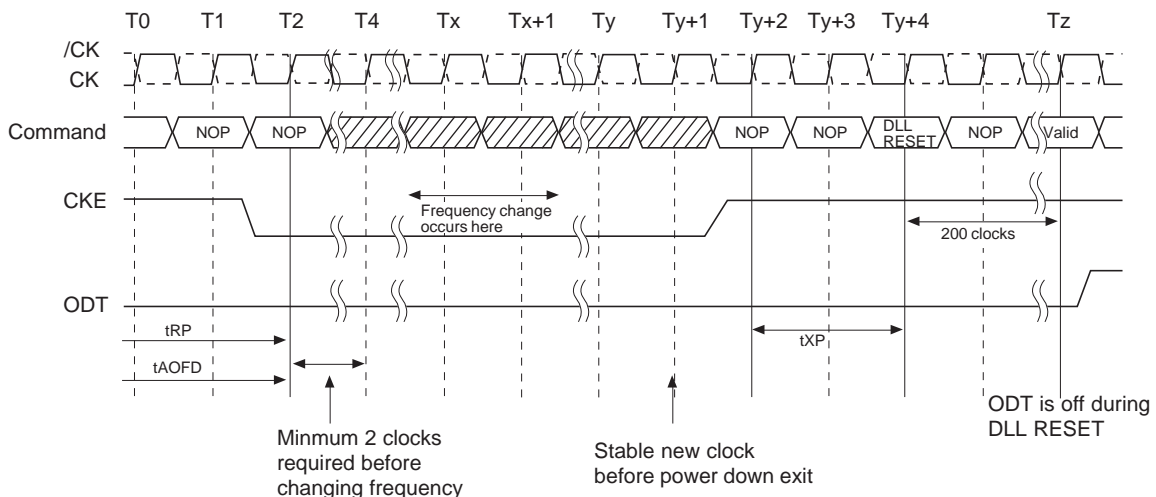 T0 T1 T2 T4 Tx Tx+1 Ty Ty+1 Ty+2 Ty+3 Ty+4 Tz
/CK
CK
Command NOP NOP NOP NOP DLL RESET NOP Valid
CKE
Frequency change
occurs here
200 clocks
ODT
tRP
tXP
tAOFD
Minmum 2 clocks
required before
changing frequency
Stable new clock
before power down exit
ODT is off during
DLL RESET